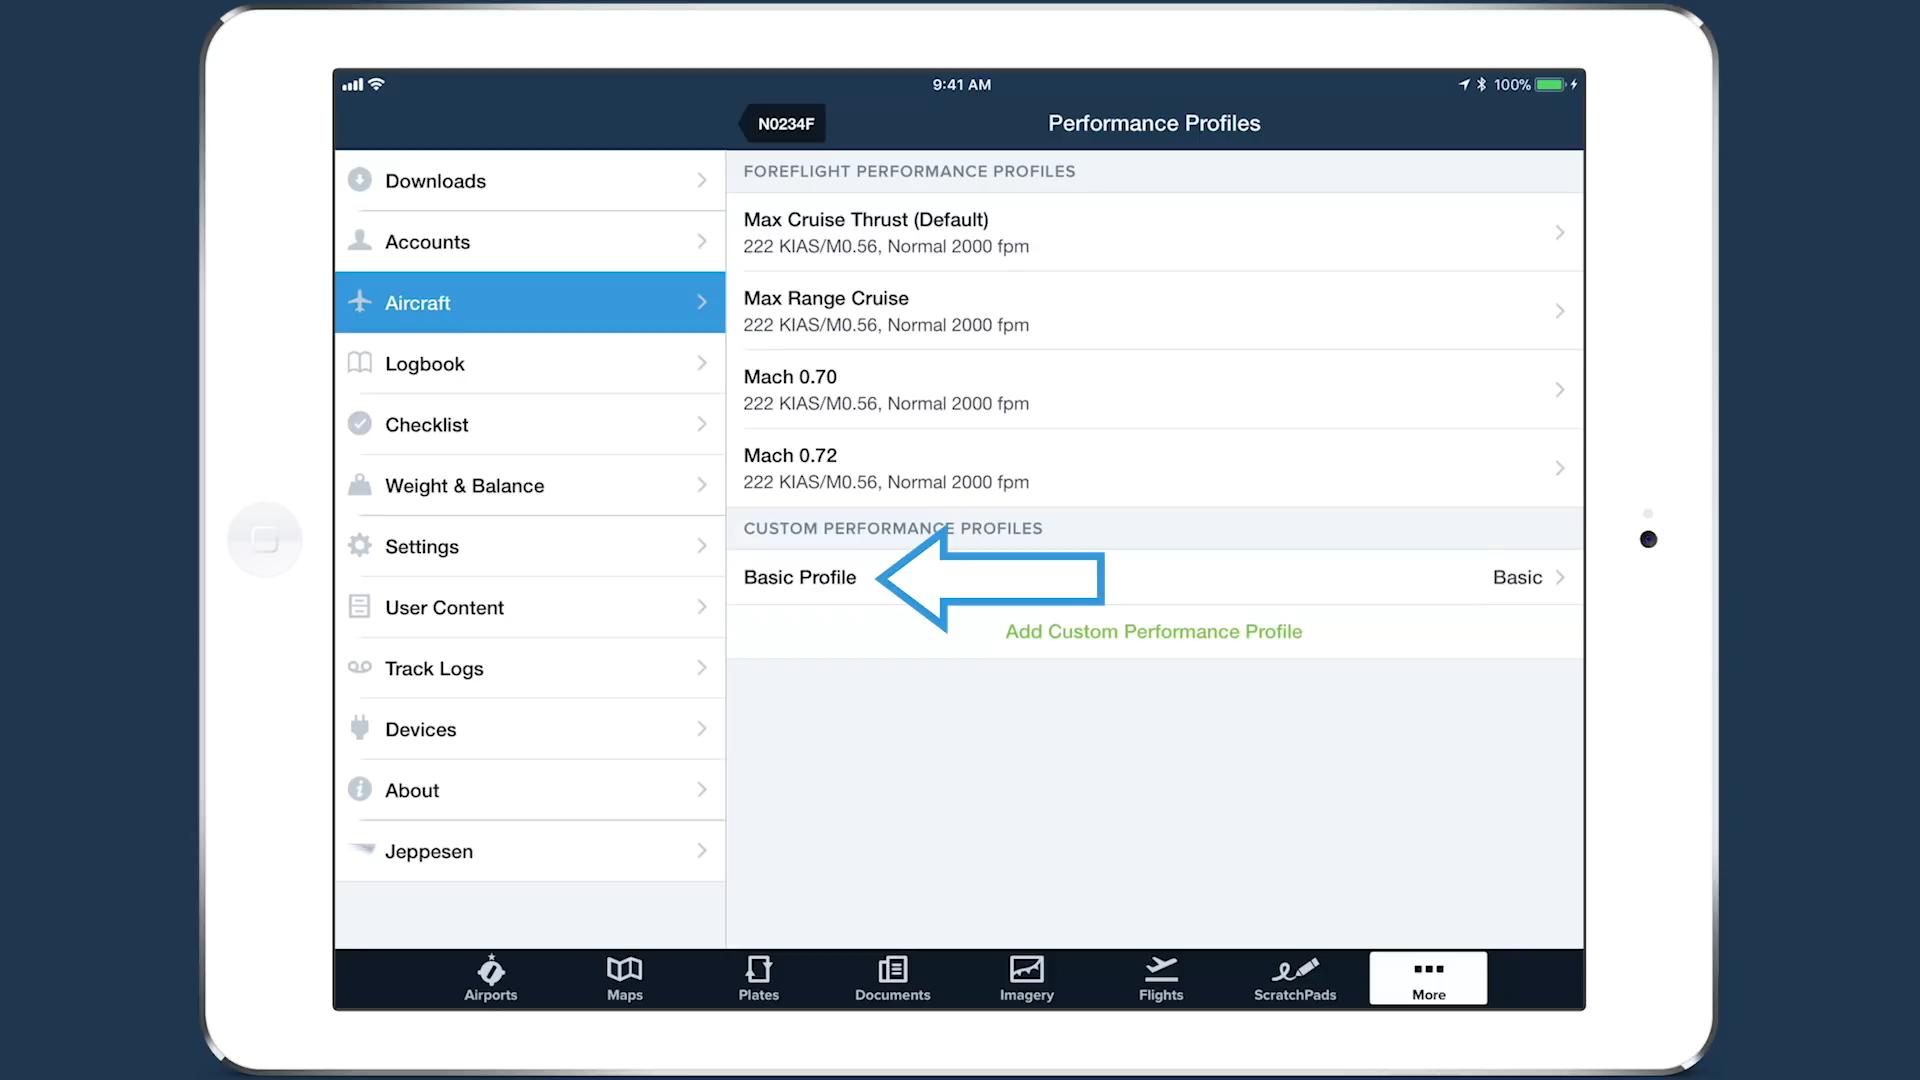 9:41 AM
100%
N0234F
Performance Profiles
Downloads
Accounts
Aircraft
Logbook
Checklist
Weight & Balance
Settings
User Content
Track Logs
Devices
About
Jeppesen
FOREFLIGHT PERFORMANCE PROFILES
Max Cruise Thrust (Default)
222 KIAS/M0.56, Normal 2000 fpm
Max Range Cruise
222 KIAS/M0.56, Normal 2000 fpm
Mach 0.70
222 KIAS/M0.56, Normal 2000 fpm
Mach 0.72
222 KIAS/M0.56, Normal 2000 fpm
CUSTOM PERFORMANCE PROFILES
Basic Profile
Basic
Add Custom Performance Profile
Airports
Maps
Plates
Documents
Imagery
Flights
ScratchPads
More